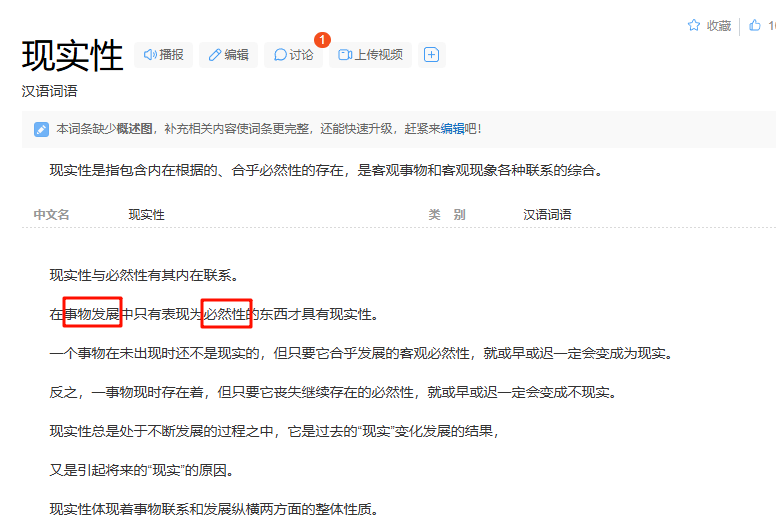 收藏 10
现实性 播报 编辑 讨论 1 上传视频
汉语词语
本词条缺少概述图，补充相关内容使词条更完整，还能快速升级，赶紧来编辑吧！
现实性是指包含内在根据的、合乎必然性的存在，是客观事物和客观现象各种联系的综合。
中文名 现实性 类 别 汉语词语
现实性与必然性有其内在联系。
在事物发展中只有表现为必然性的东西才具有现实性。
一个事物在未出现时还不是现实的，但只要它合乎发展的客观必然性，就或早或迟一定会变成为现实。
反之，一事物现时存在着，但只要它丧失继续存在的必然性，就或早或迟一定会变成不现实。
现实性总是处于不断发展的过程之中，它是过去的“现实”变化发展的结果，
又是引起将来的“现实”的原因。
现实性体现着事物联系和发展纵横两方面的整体性质。